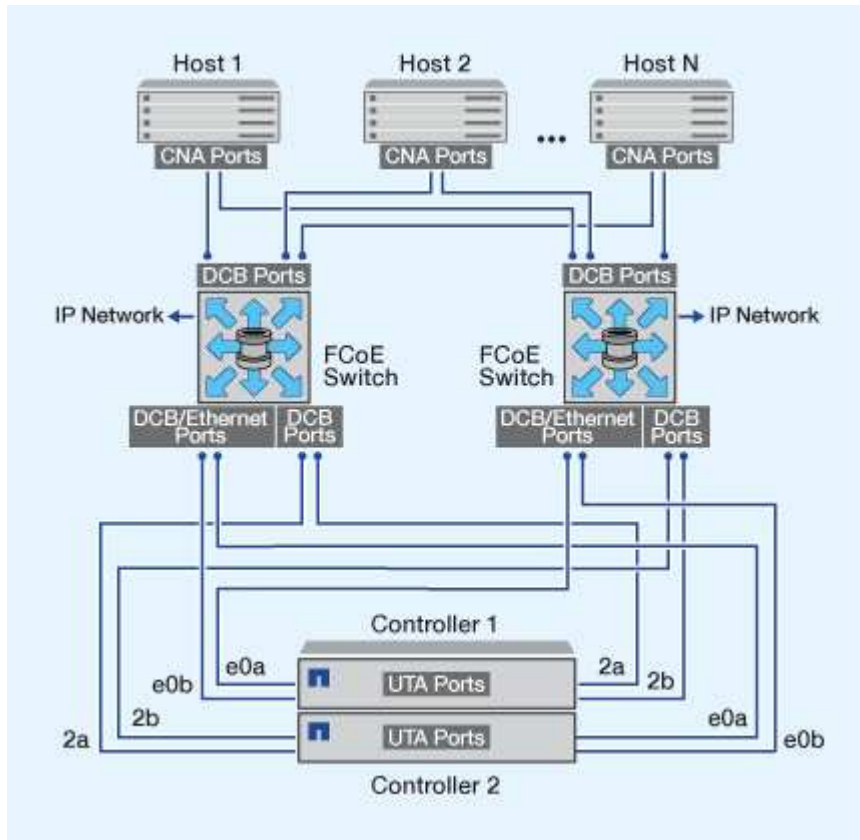 Host 1
Host 2
Host N
CNA Ports
CNA Ports
...
CNA Ports
DCB Ports
DCB Ports
IP Network
IP Network
FCoE
Switch
FCoE
Switch
DCB/Ethernet
Ports
DCB
Ports
DCB/Ethernet
Ports
DCB
Ports
Controller 1
e0a
2a
e0b
UTA Ports
2b
2b
e0a
2a
UTA Ports
e0b
Controller 2